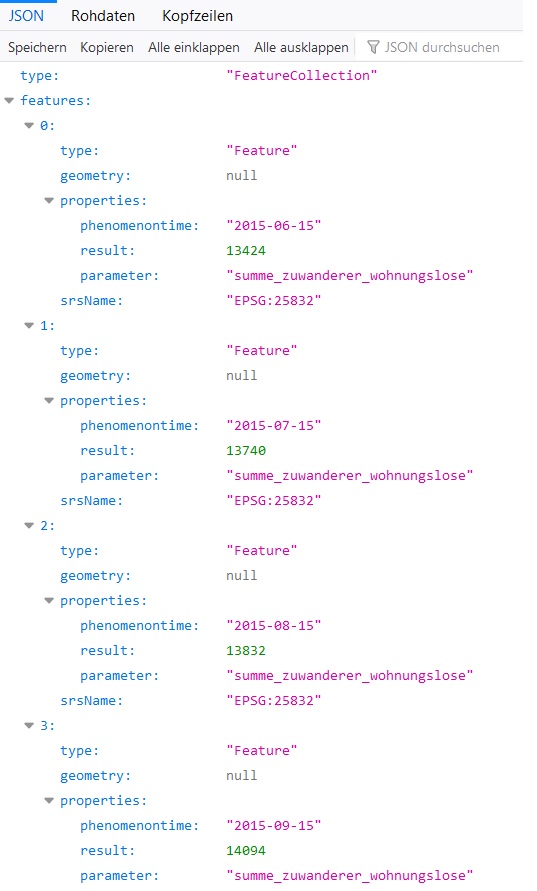 JSON Rohdaten Kopfzeilen
Speichern Kopieren Alle einklappen Alle ausklappen JSON durchsuchen
type: "FeatureCollection"
features:
0:
type: "Feature"
geometry: null
properties:
phenomenontime: "2015-06-15"
result: 13424
parameter: "summe_zuwanderer_wohnungslose"
srsName: "EPSG:25832"
1:
type: "Feature"
geometry: null
properties:
phenomenontime: "2015-07-15"
result: 13740
parameter: "summe_zuwanderer_wohnungslose"
srsName: "EPSG:25832"
2:
type: "Feature"
geometry: null
properties:
phenomenontime: "2015-08-15"
result: 13832
parameter: "summe_zuwanderer_wohnungslose"
srsName: "EPSG:25832"
3:
type: "Feature"
geometry: null
properties:
phenomenontime: "2015-09-15"
result: 14094
parameter: "summe_zuwanderer_wohnungslose"